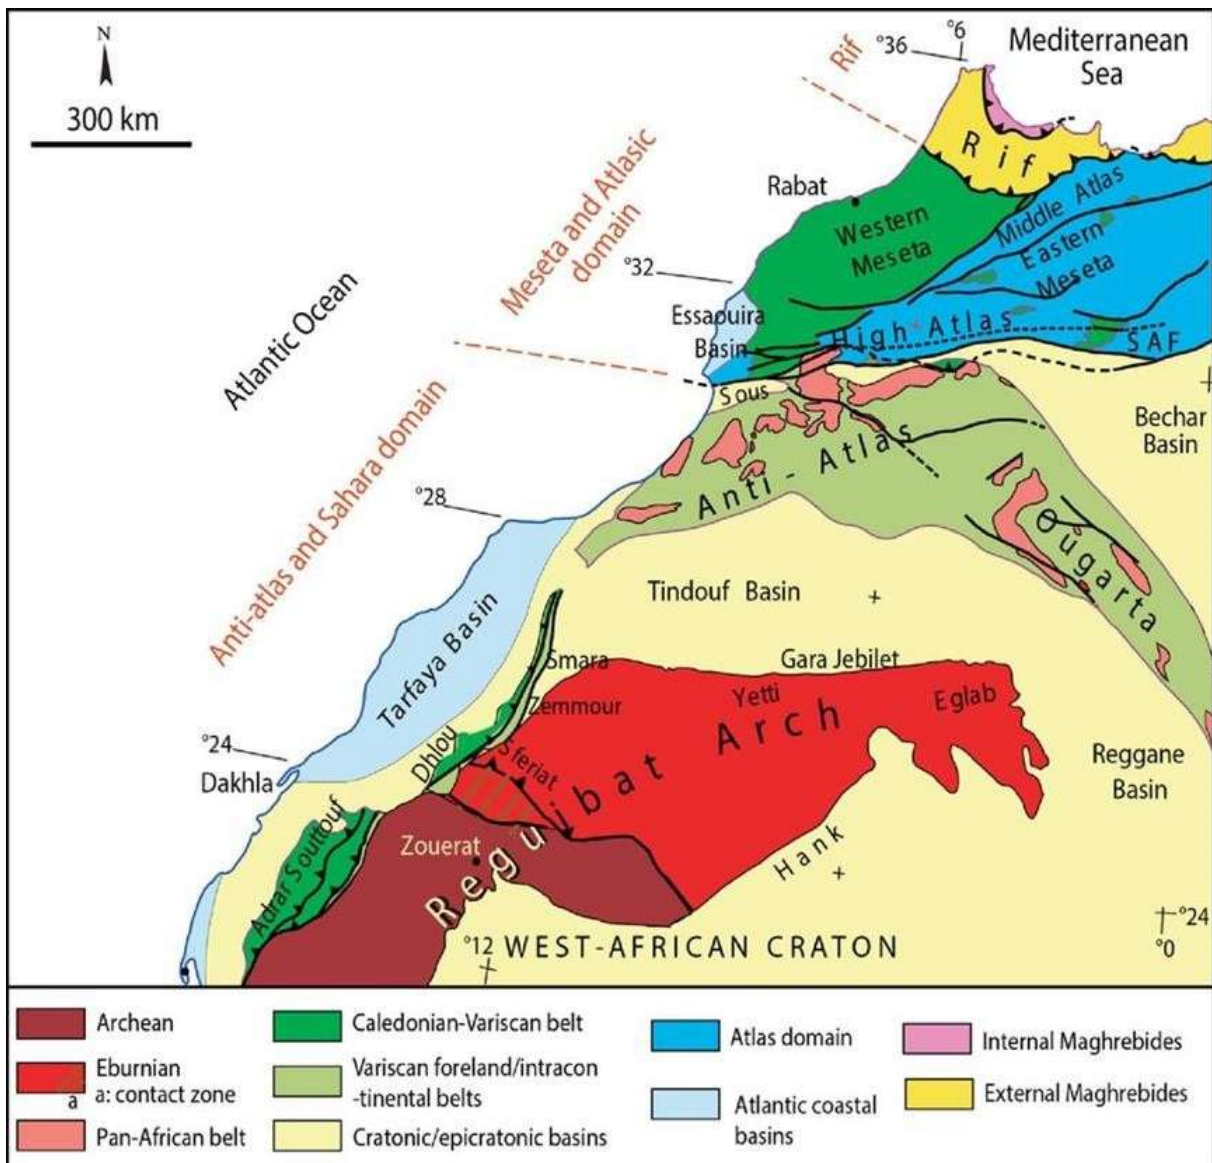 N
300 km
°36
°6
Mediterranean
Sea
Rif
Rif
Rabat
Meseta and Atlasic
domain
Western
Meseta
Middle Atlas
Eastern
Meseta
°32
Essaouira
Basin
High Atlas
SAF
Atlantic Ocean
Sous
Bechar
Basin
Anti-atlas and Sahara domain
°28
Anti - Atlas
Ougarta
Tindouf Basin
Tarfaya Basin
Smara
Gara Jebilet
Zemmour
Yetti
Eglab
°24
Dakhla
Dhlou
Sferiat
Reguibat Arch
Reggane
Basin
Adrar Souttouf
Zouerat
Hank
°12
WEST-AFRICAN CRATON
°24
°0
Archean
Eburnian
a
a: contact zone
Pan-African belt
Caledonian-Variscan belt
Variscan foreland/intracon
-tinental belts
Cratonic/epicratonic basins
Atlas domain
Atlantic coastal
basins
Internal Maghrebides
External Maghrebides